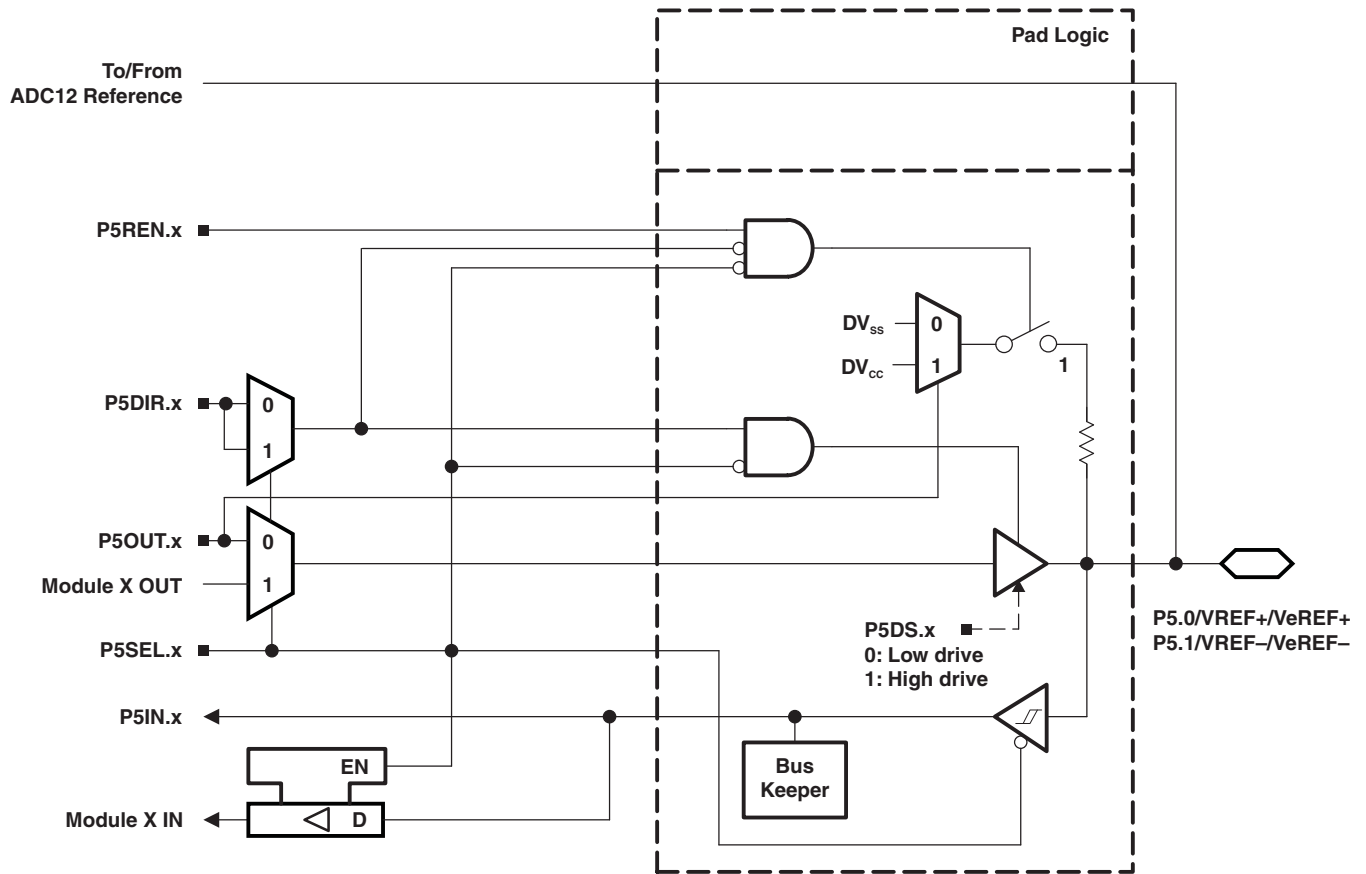 Pad Logic
To/From
ADC12 Reference
P5REN.x
DVSS
0
DVCC
1
1
P5DIR.x
0
1
P5OUT.x
0
Module X OUT
1
P5SEL.x
P5DS.x
0: Low drive
1: High drive
P5.0/VREF+/VeREF+
P5.1/VREF–/VeREF–
P5IN.x
EN
Bus
Keeper
Module X IN
D